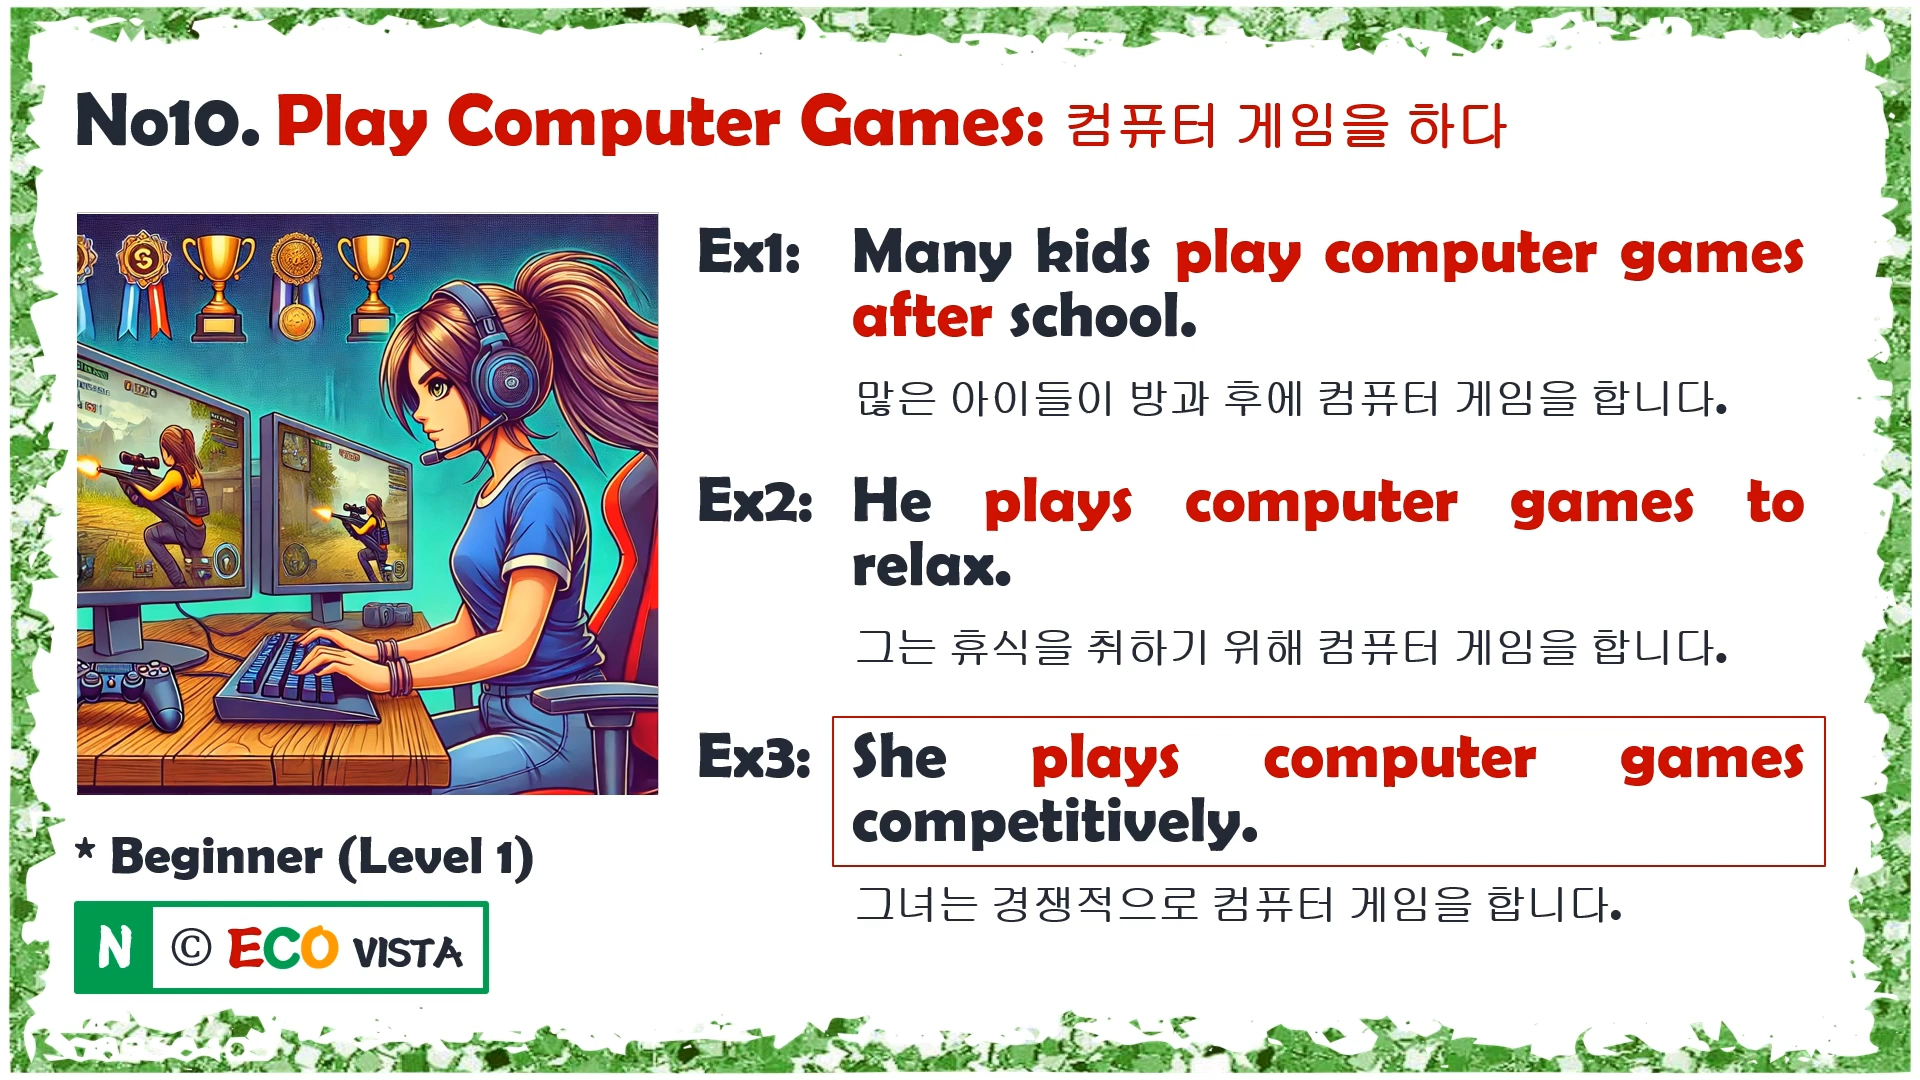 No10. Play Computer Games: 컴퓨터 게임을 하다
Ex1: Many kids play computer games
after school.
많은 아이들이 방과 후에 컴퓨터 게임을 합니다.
Ex2: He plays computer games to
relax.
그는 휴식을 취하기 위해 컴퓨터 게임을 합니다.
Ex3: She plays computer games
competitively.
그녀는 경쟁적으로 컴퓨터 게임을 합니다.
* Beginner (Level 1)
N © ECO VISTA